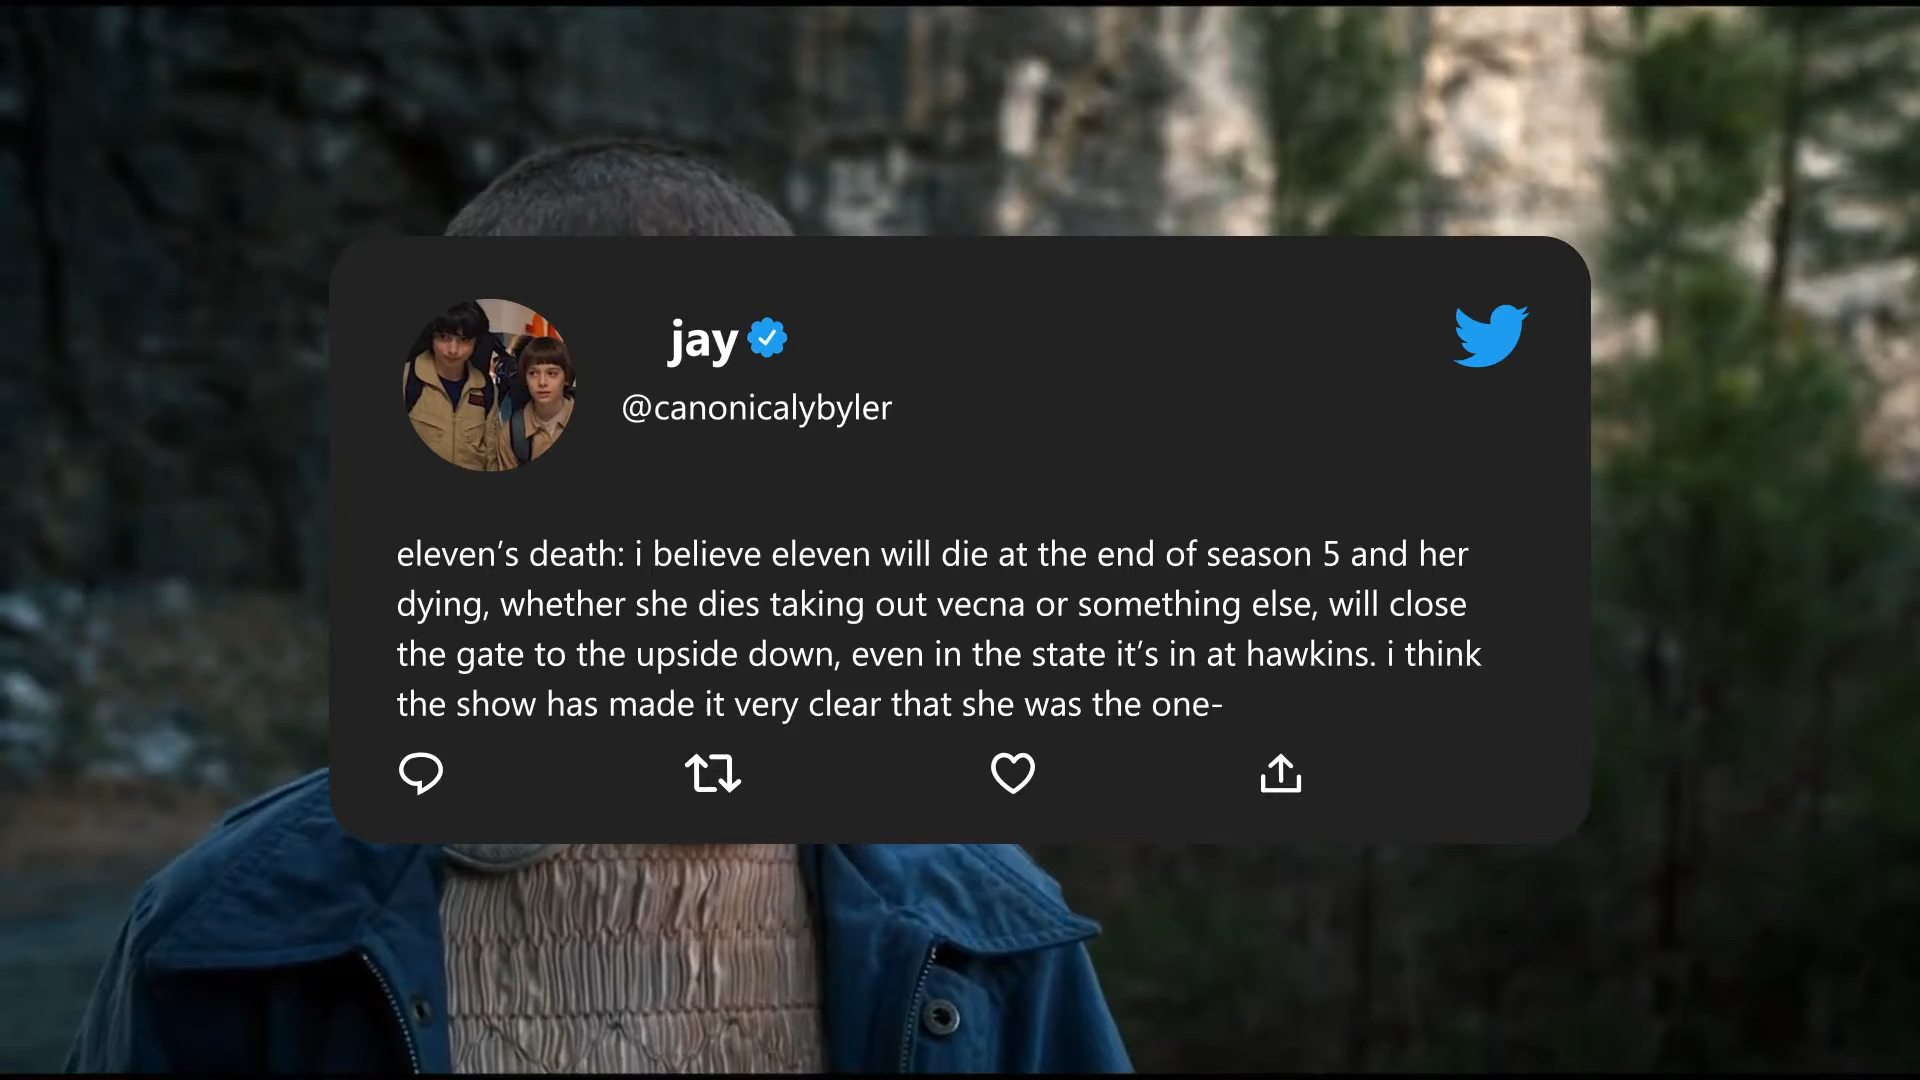 jay
@canonicalybyler
eleven’s death: i believe eleven will die at the end of season 5 and her
dying, whether she dies taking out vecna or something else, will close
the gate to the upside down, even in the state it’s in at hawkins. i think
the show has made it very clear that she was the one-